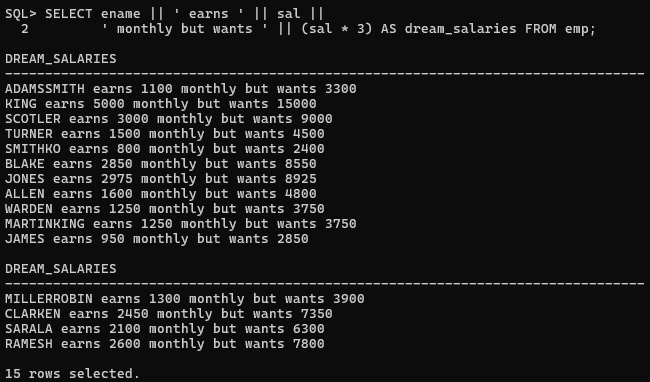 SQL> SELECT ename || ' earns ' || sal ||
  2         ' monthly but wants ' || (sal * 3) AS dream_salaries FROM emp;

DREAM_SALARIES
--------------------------------------------------------------------------------
ADAMSSMITH earns 1100 monthly but wants 3300
KING earns 5000 monthly but wants 15000
SCOTLER earns 3000 monthly but wants 9000
TURNER earns 1500 monthly but wants 4500
SMITHKO earns 800 monthly but wants 2400
BLAKE earns 2850 monthly but wants 8550
JONES earns 2975 monthly but wants 8925
ALLEN earns 1600 monthly but wants 4800
WARDEN earns 1250 monthly but wants 3750
MARTINKING earns 1250 monthly but wants 3750
JAMES earns 950 monthly but wants 2850

DREAM_SALARIES
--------------------------------------------------------------------------------
MILLERROBIN earns 1300 monthly but wants 3900
CLARKEN earns 2450 monthly but wants 7350
SARALA earns 2100 monthly but wants 6300
RAMESH earns 2600 monthly but wants 7800

15 rows selected.